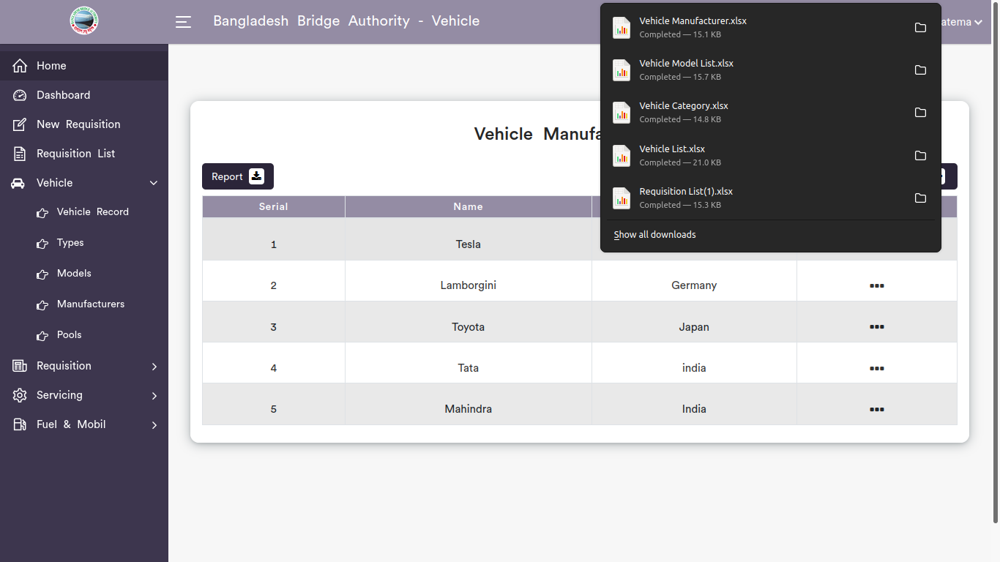 Bangladesh Bridge Authority - Vehicle
atema
Home
Dashboard
New Requisition
Requisition List
Vehicle
Vehicle Record
Types
Models
Manufacturers
Pools
Requisition
Servicing
Fuel & Mobil
Vehicle Manufa
Report
Serial Name
1 Tesla
2 Lamborgini Germany
3 Toyota Japan
4 Tata india
5 Mahindra India
Vehicle Manufacturer.xlsx
Completed — 15.1 KB
Vehicle Model List.xlsx
Completed — 15.7 KB
Vehicle Category.xlsx
Completed — 14.8 KB
Vehicle List.xlsx
Completed — 21.0 KB
Requisition List(1).xlsx
Completed — 15.3 KB
Show all downloads